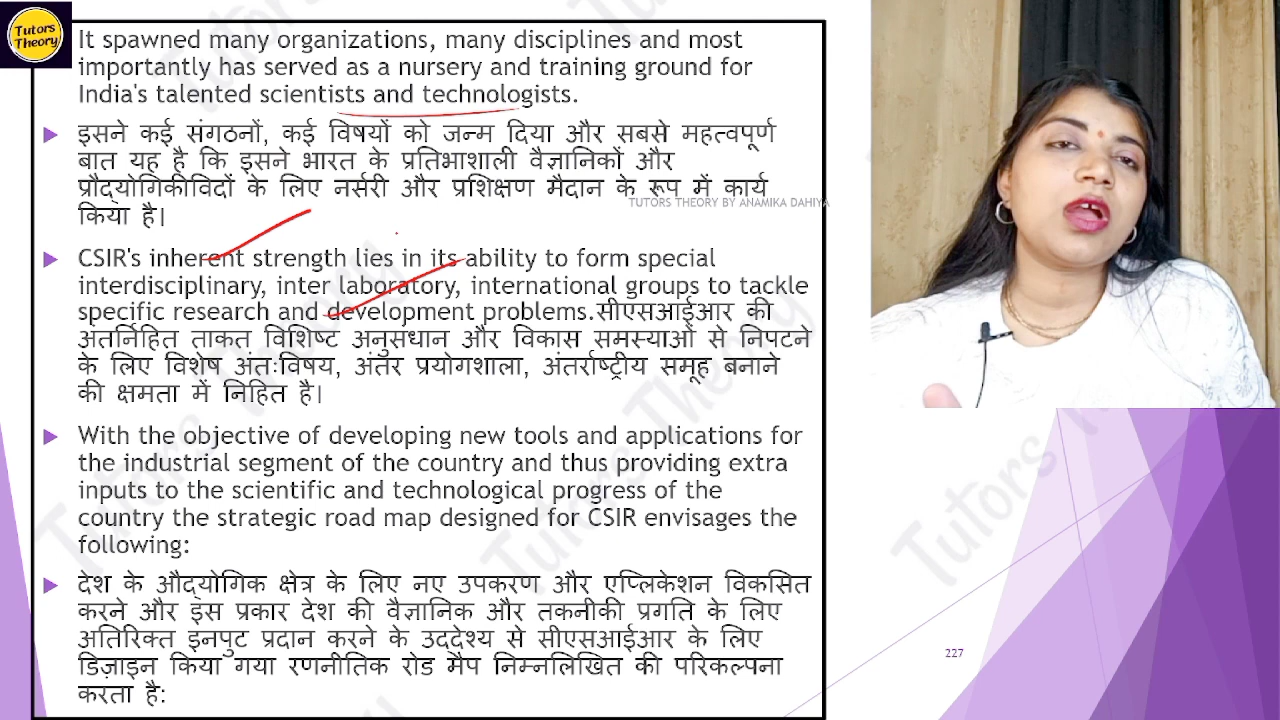 Tutors
Theory
It spawned many organizations, many disciplines and most
importantly has served as a nursery and training ground for
India's talented scientists and technologists.
इसने कई संगठनों, कई विषयों को जन्म दिया और सबसे महत्वपूर्ण
बात यह है कि इसने भारत के प्रतिभाशाली वैज्ञानिकों और
प्रौद्योगिकीविदों के लिए नर्सरी और प्रशिक्षण मैदान के रूप में कार्य
किया है।
TUTORS THEORY BY ANAMIKA DAHIYA
CSIR's inherent strength lies in its ability to form special
interdisciplinary, inter laboratory, international groups to tackle
specific research and development problems.सीएसआईआर की
अंतर्निहित ताकत विशिष्ट अनुसंधान और विकास समस्याओं से निपटने
के लिए विशेष अंतःविषय, अंतर प्रयोगशाला, अंतर्राष्ट्रीय समूह बनाने
की क्षमता में निहित है।
With the objective of developing new tools and applications for
the industrial segment of the country and thus providing extra
inputs to the scientific and technological progress of the
country the strategic road map designed for CSIR envisages the
following:
देश के औद्योगिक क्षेत्र के लिए नए उपकरण और एप्लिकेशन विकसित
करने और इस प्रकार देश की वैज्ञानिक और तकनीकी प्रगति के लिए
अतिरिक्त इनपुट प्रदान करने के उद्देश्य से सीएसआईआर के लिए
डिज़ाइन किया गया रणनीतिक रोड मैप निम्नलिखित की परिकल्पना
करता है:
227